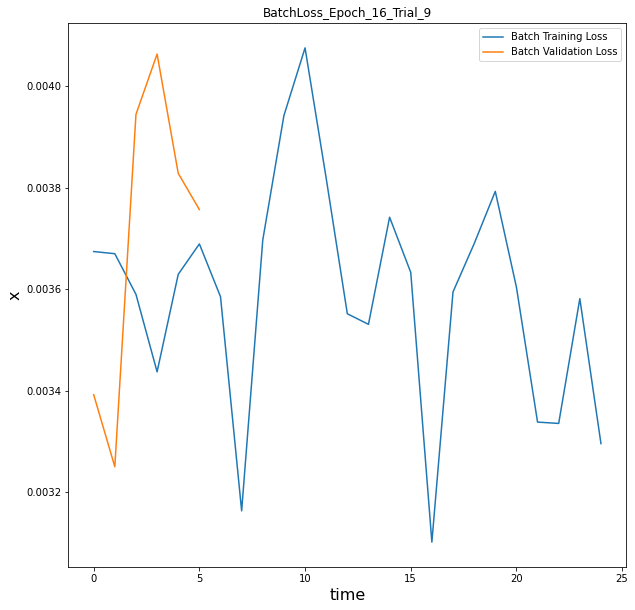 BatchLoss_Epoch_16_Trial_9
Batch Training Loss
Batch Validation Loss
0.0040
0.0038
0.0036
0.0034
0.0032
x
0 5 10 15 20 25
time